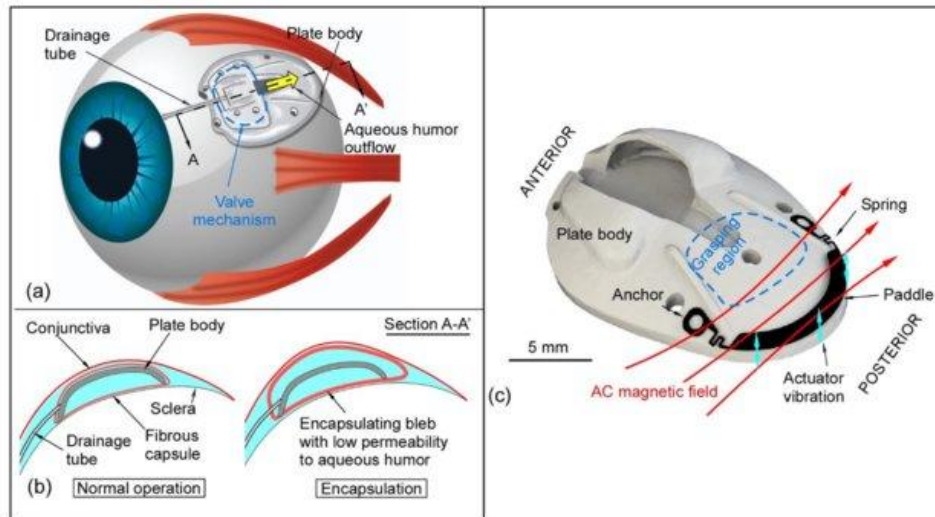 Drainage
tube
Plate body
A'
A
Aqueous humor
outflow
Valve
mechanism
(a)
Conjunctiva
Plate body
Section A-A'
Sclera
Drainage
tube
Fibrous
capsule
Encapsulating bleb
with low permeability
to aqueous humor
(b)
Normal operation
Encapsulation
ANTERIOR
Plate body
Grasping
region
Spring
Anchor
Paddle
POSTERIOR
5 mm
AC magnetic field
Actuator
vibration
(c)